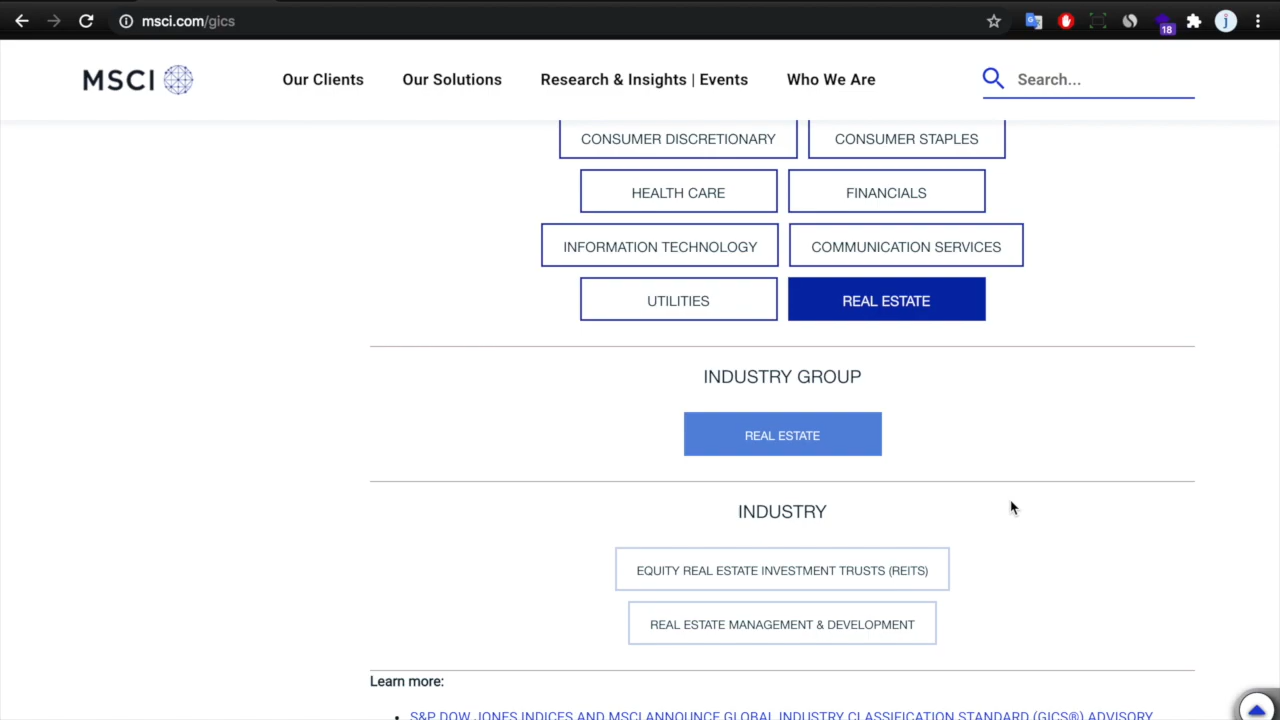 msci.com/gics
18
j
MSCI
Our Clients
Our Solutions
Research & Insights | Events
Who We Are
Search...
CONSUMER DISCRETIONARY
CONSUMER STAPLES
HEALTH CARE
FINANCIALS
INFORMATION TECHNOLOGY
COMMUNICATION SERVICES
UTILITIES
REAL ESTATE
INDUSTRY GROUP
REAL ESTATE
INDUSTRY
EQUITY REAL ESTATE INVESTMENT TRUSTS (REITS)
REAL ESTATE MANAGEMENT & DEVELOPMENT
Learn more:
S&P DOW JONES INDICES AND MSCI ANNOUNCE GLOBAL INDUSTRY CLASSIFICATION STANDARD (GICS®) ADVISORY